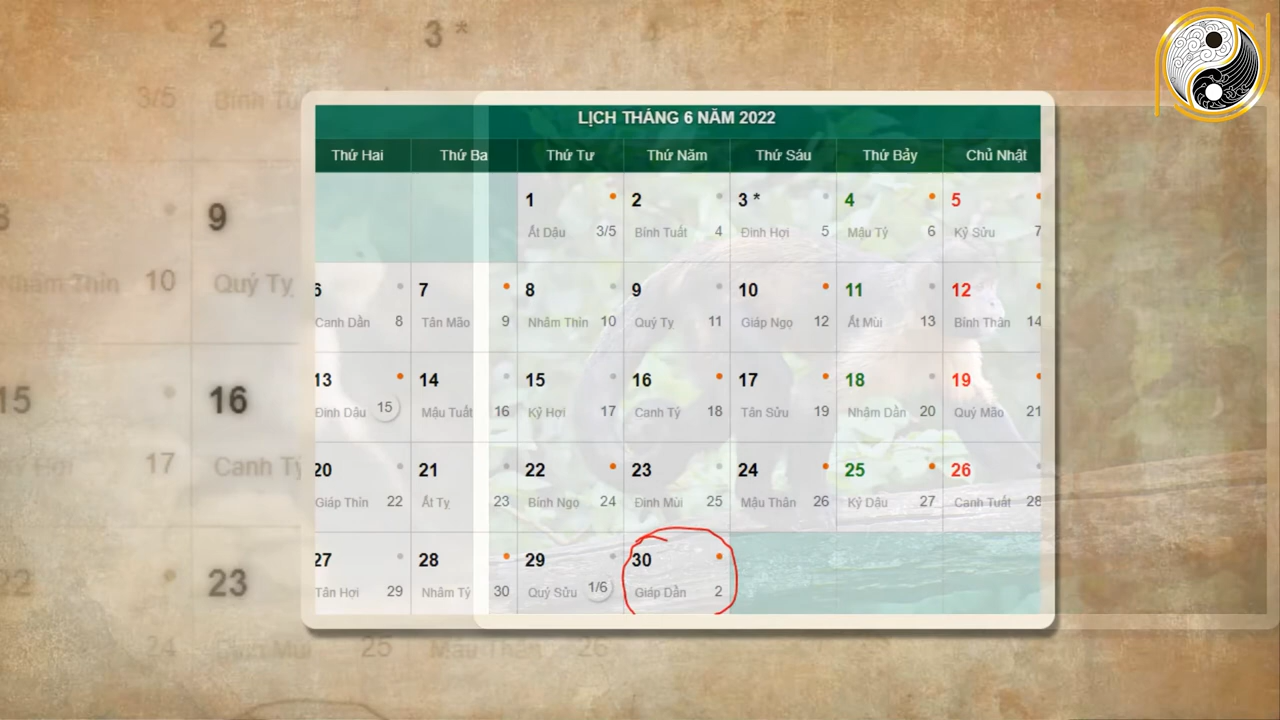 2 3 *
3/5
LỊCH THÁNG 6 NĂM 2022
Thứ Hai Thứ Ba Thứ Tư Thứ Năm Thứ Sáu Thứ Bảy Chủ Nhật
1 2 3 * 4 5
Ất Dậu 3/5 Bính Tuất 4 Đinh Hợi 5 Mậu Tý 6 Kỷ Sửu 7
9
6 7 8 9 10 11 12
Nhâm Thìn 10 Quý Tỵ
Canh Dần 8 Tân Mão 9 Nhâm Thìn 10 Quý Tỵ 11 Giáp Ngọ 12 Ất Mùi 13 Bính Thân 14
15 16
13 14 15 16 17 18 19
Đinh Dậu 15 Mậu Tuất 16 Kỷ Hợi 17 Canh Tý 18 Tân Sửu 19 Nhâm Dần 20 Quý Mão 21
17 Canh Tý
20 21 22 23 24 25 26
Giáp Thìn 22 Ất Tỵ 23 Bính Ngọ 24 Đinh Mùi 25 Mậu Thân 26 Kỷ Dậu 27 Canh Tuất 28
22 23
27 28 29 30
Tân Hợi 29 Nhâm Tý 30 Quý Sửu 1/6 Giáp Dần 2
24 Đinh Mùi 25 Mậu Thân 26